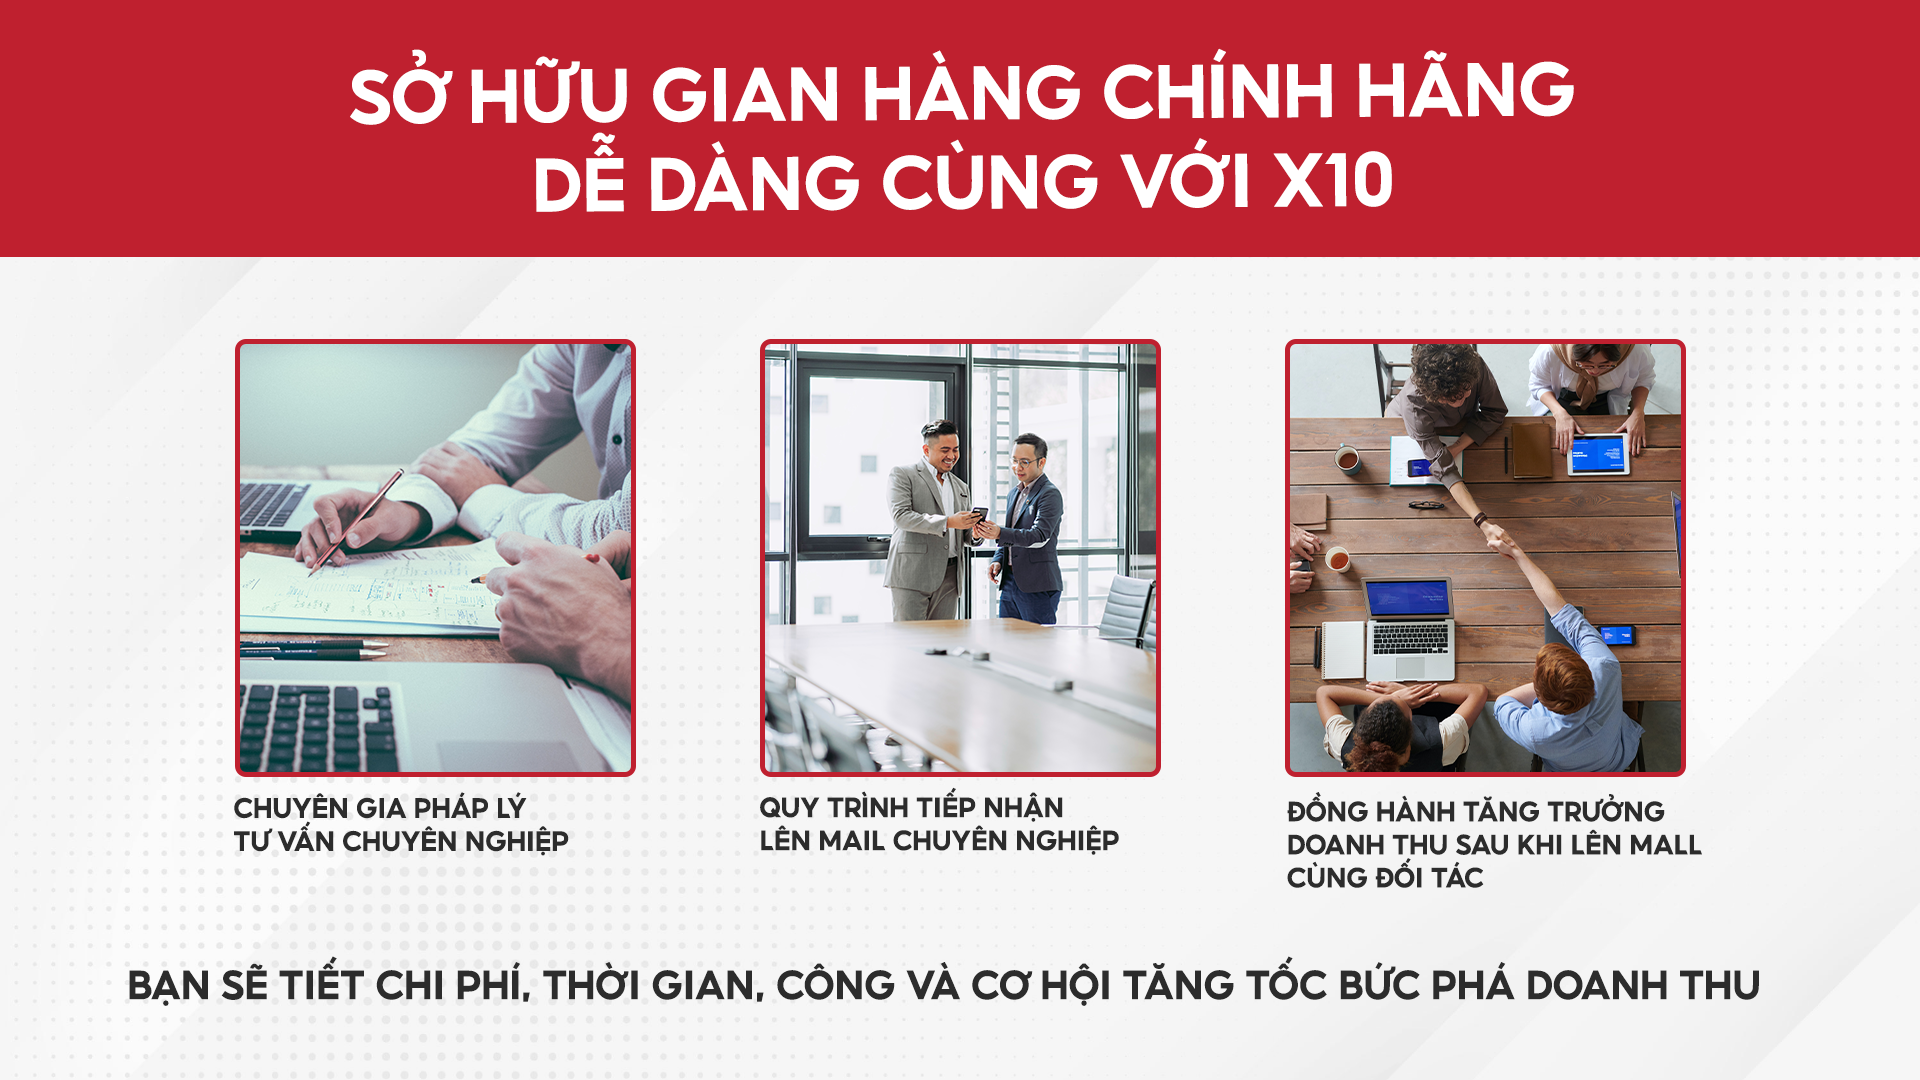 SỞ HỮU GIAN HÀNG CHÍNH HÃNG
DỄ DÀNG CÙNG VỚI X10
CHUYÊN GIA PHÁP LÝ
TƯ VẤN CHUYÊN NGHIỆP
QUY TRÌNH TIẾP NHẬN
LÊN MAIL CHUYÊN NGHIỆP
ĐỒNG HÀNH TĂNG TRƯỞNG
DOANH THU SAU KHI LÊN MALL
CÙNG ĐỐI TÁC
BẠN SẼ TIẾT CHI PHÍ, THỜI GIAN, CÔNG VÀ CƠ HỘI TĂNG TỐC BỨC PHÁ DOANH THU